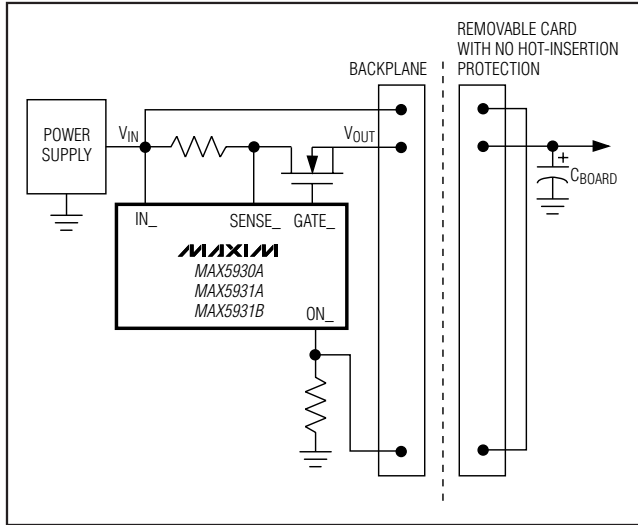 REMOVABLE CARD
WITH NO HOT-INSERTION
PROTECTION
BACKPLANE
POWER
SUPPLY
VIN
VOUT
+
CBOARD
IN_
SENSE_
GATE_
MAXIM
MAX5930A
MAX5931A
MAX5931B
ON_